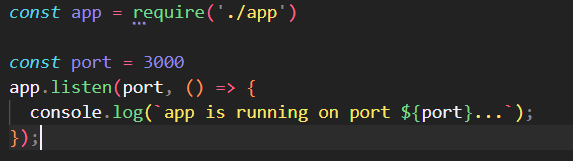 const app = require('./app')
const port = 3000
app.listen(port, () => {
  console.log(`app is running on port ${port}...`);
});